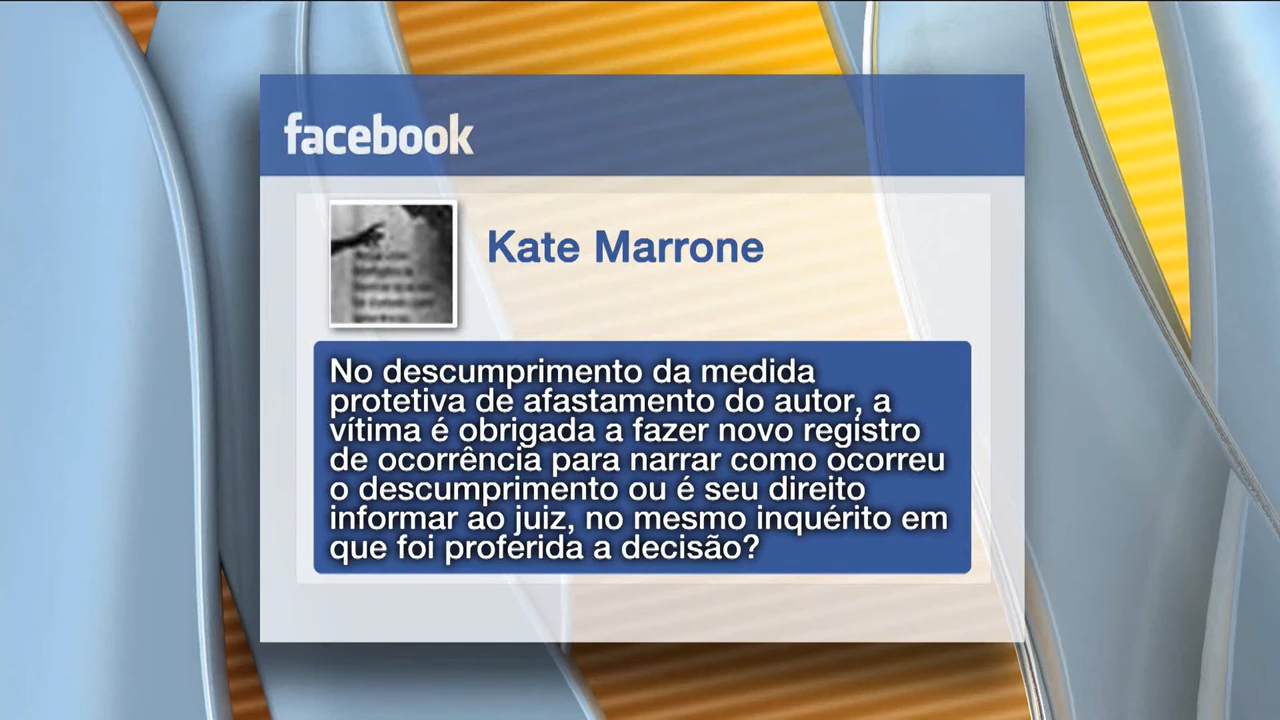 facebook
Kate Marrone
No descumprimento da medida
protetiva de afastamento do autor, a
vítima é obrigada a fazer novo registro
de ocorrência para narrar como ocorreu
o descumprimento ou é seu direito
informar ao juiz, no mesmo inquérito em
que foi proferida a decisão?